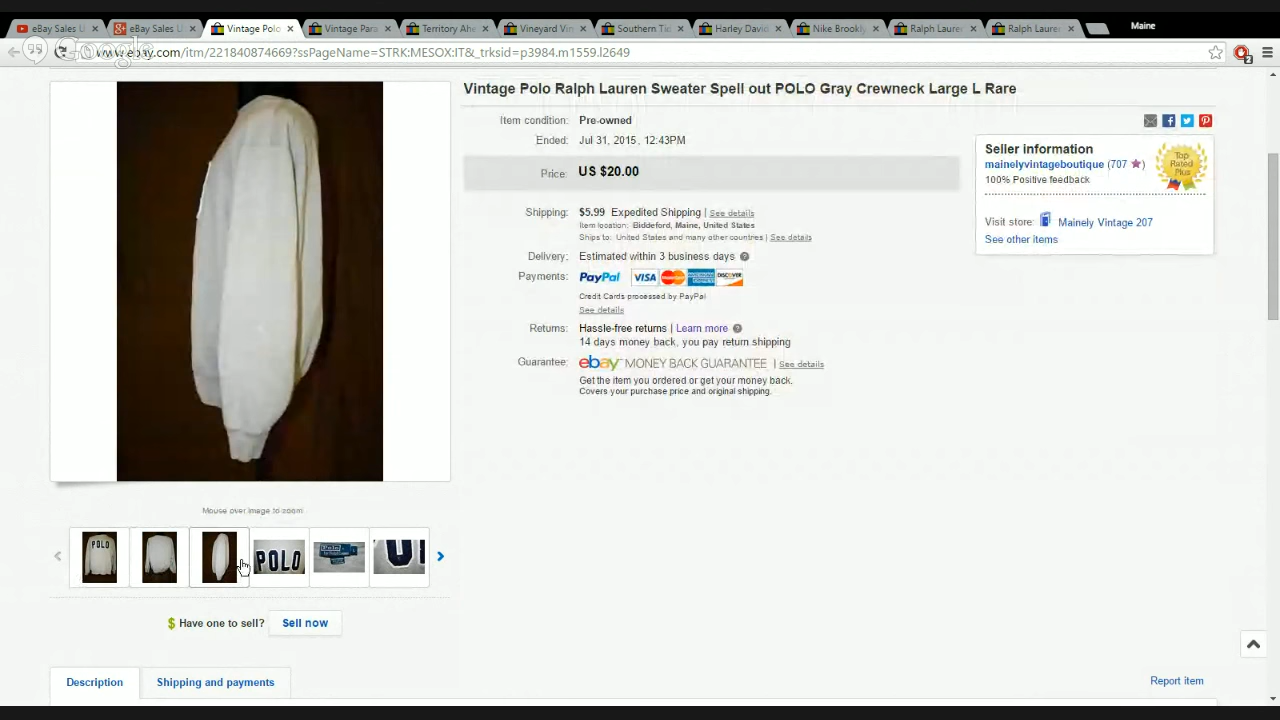 eBay Sales U
eBay Sales U
Vintage Polo
Vintage Para
Territory Ahe
Vineyard Vin
Southern Tid
Harley David
Nike Brookly
Ralph Lauren
Ralph Lauren
Maine
Google
www.ebay.com/itm/221840874669?ssPageName=STRK:MESOX:IT&_trksid=p3984.m1559.l2649
Vintage Polo Ralph Lauren Sweater Spell out POLO Gray Crewneck Large L Rare
Item condition: Pre-owned
Ended: Jul 31, 2015 , 12:43PM
Price: US $20.00
Shipping: $5.99 Expedited Shipping | See details
Item location: Biddeford, Maine, United States
Ships to: United States and many other countries | See details
Delivery: Estimated within 3 business days
Payments: PayPal VISA DISCOVER
Credit Cards processed by PayPal
See details
Returns: Hassle-free returns | Learn more
14 days money back, you pay return shipping
Guarantee: ebay MONEY BACK GUARANTEE | See details
Get the item you ordered or get your money back.
Covers your purchase price and original shipping.
Seller information
mainelyvintageboutique (707 )
100% Positive feedback
Top Rated Plus
Visit store: Mainely Vintage 207
See other items
Mouse over image to zoom
POLO
POLO
Polo
U
$ Have one to sell? Sell now
Description
Shipping and payments
Report item